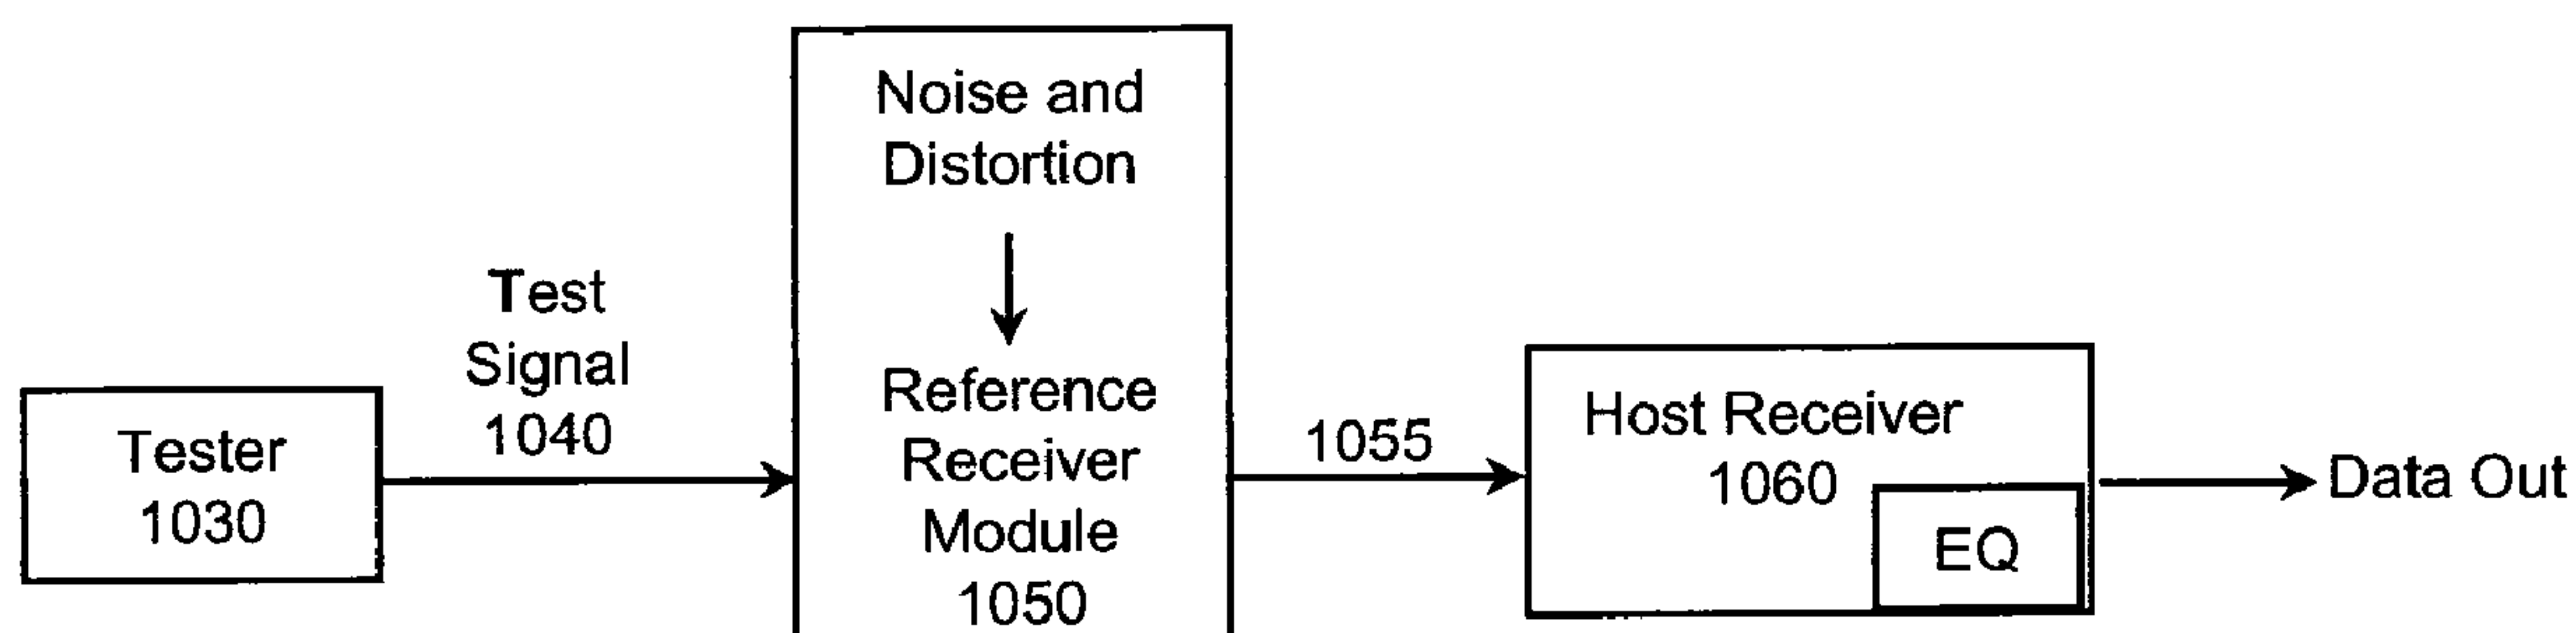 Tester
1030
Test
Signal
1040
Noise and
Distortion
Reference
Receiver
Module
1050
1055
Host Receiver
1060
EQ
Data Out